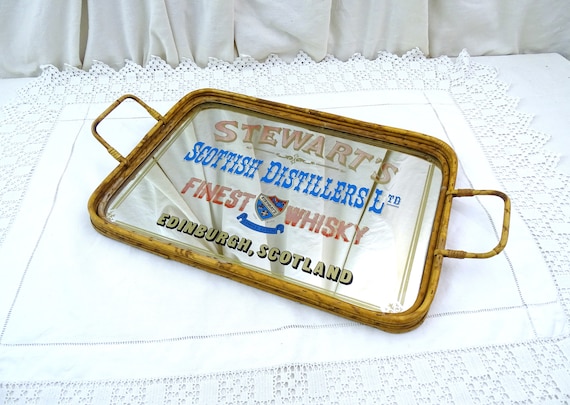 STEWART'S
SCOTTISH DISTILLERS LTD
FINEST WHISKY
EDINBURGH, SCOTLAND